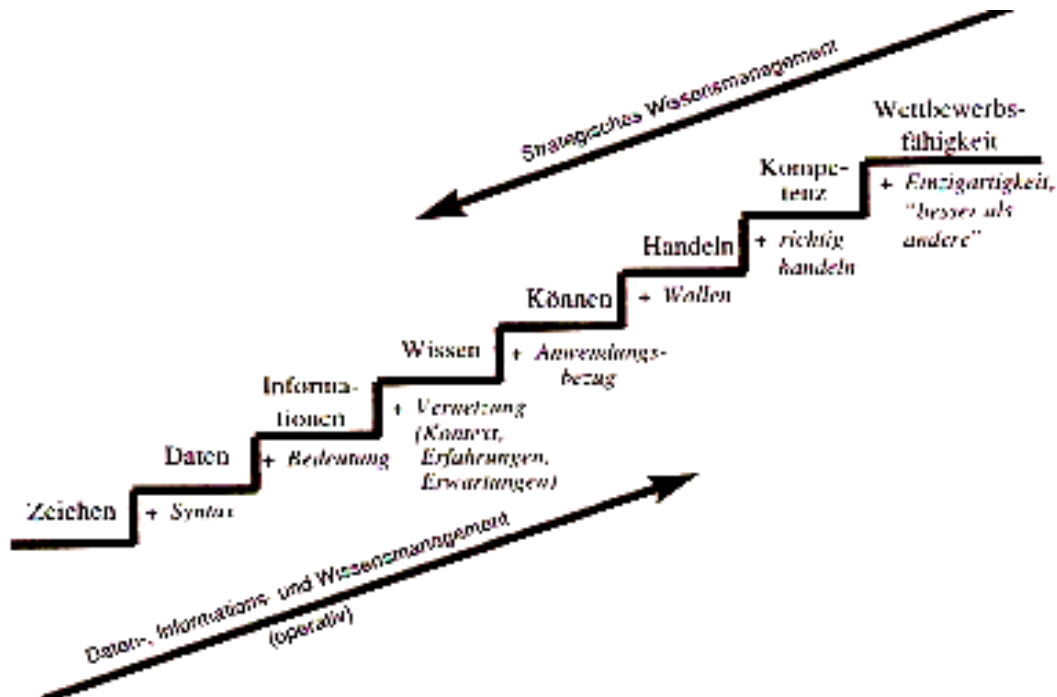 Strategisches Wissensmanagement
Wettbewerbs-
fähigkeit
+ Einzigartigkeit,
"besser als
andere"
Kompe-
tenz
+ richtig
handeln
Handeln
+ Wollen
Können
+ Anwendungs-
bezug
Wissen
+ Vernetzung
(Kontext,
Erfahrungen,
Erwartungen)
Informa-
tionen
+ Bedeutung
Daten
+ Syntax
Zeichen
Daten-, Informations- und Wissensmanagement
(operativ)